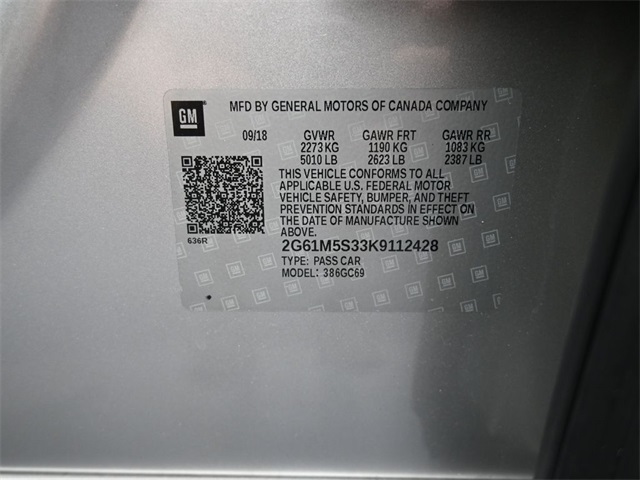 GM
MFD BY GENERAL MOTORS OF CANADA COMPANY
09/18 GVWR GAWR FRT GAWR RR
2273 KG 1190 KG 1083 KG
5010 LB 2623 LB 2387 LB
THIS VEHICLE CONFORMS TO ALL
APPLICABLE U.S. FEDERAL MOTOR
VEHICLE SAFETY, BUMPER, AND THEFT
PREVENTION STANDARDS IN EFFECT ON
THE DATE OF MANUFACTURE SHOWN
ABOVE.
636R
2G61M5S33K9112428
TYPE: PASS CAR
MODEL: 386GC69